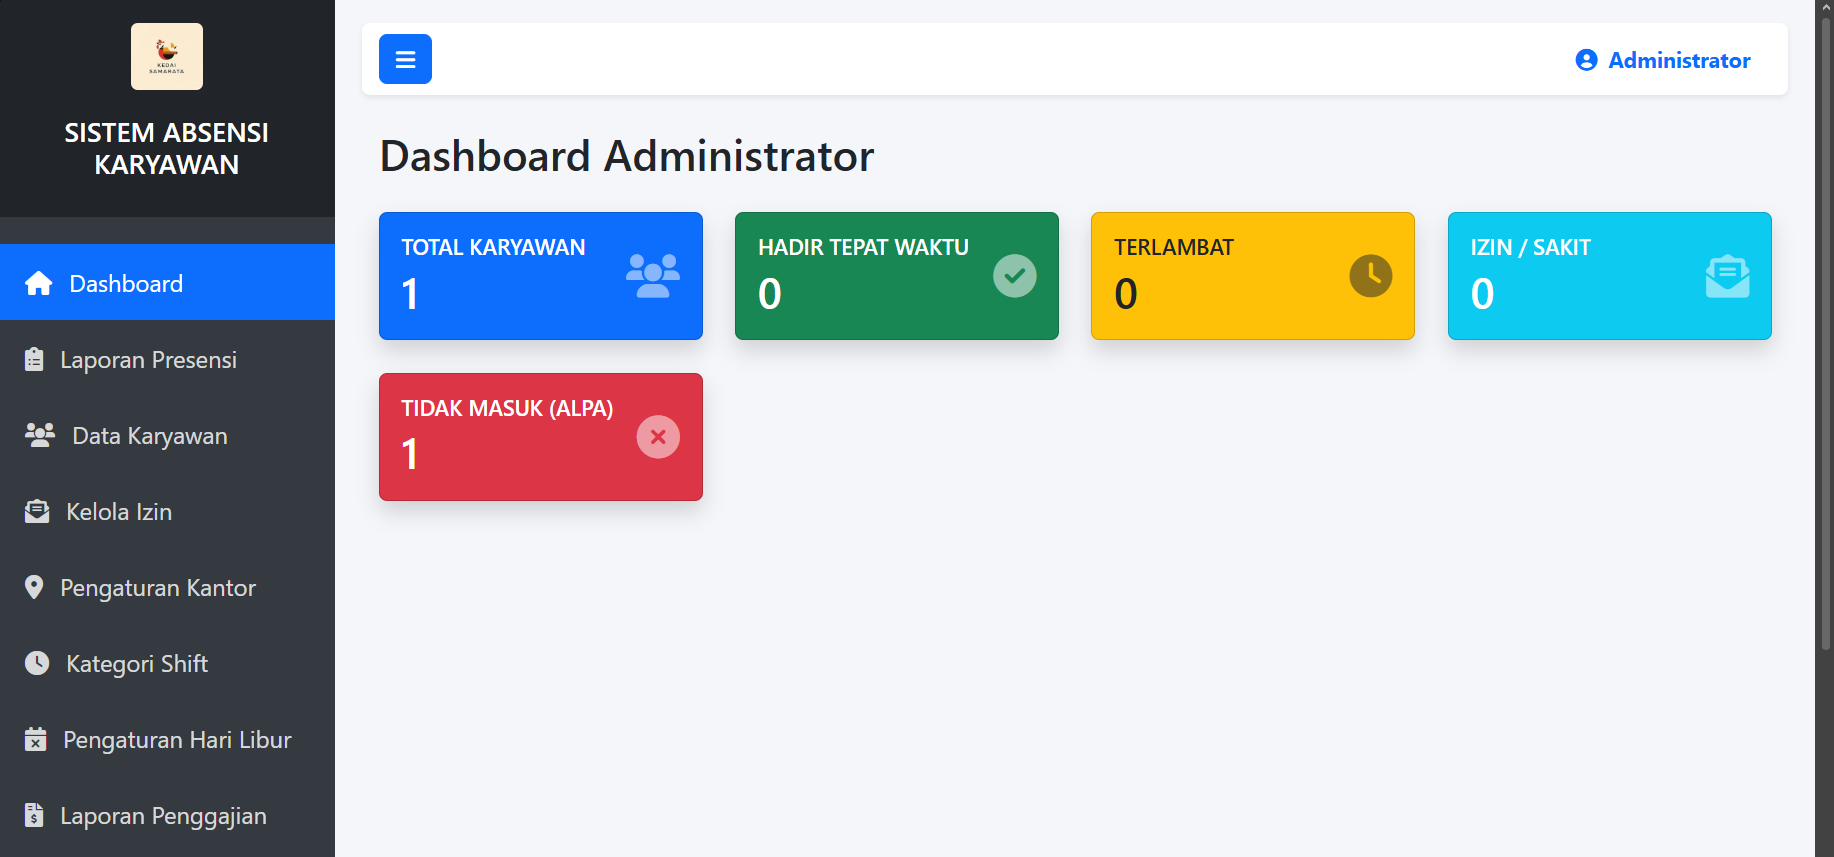 KEDAI
SAMARATA
SISTEM ABSENSI
KARYAWAN
Dashboard
Laporan Presensi
Data Karyawan
Kelola Izin
Pengaturan Kantor
Kategori Shift
Pengaturan Hari Libur
Laporan Penggajian
Administrator
Dashboard Administrator
TOTAL KARYAWAN
1
HADIR TEPAT WAKTU
0
TERLAMBAT
0
IZIN / SAKIT
0
TIDAK MASUK (ALPA)
1